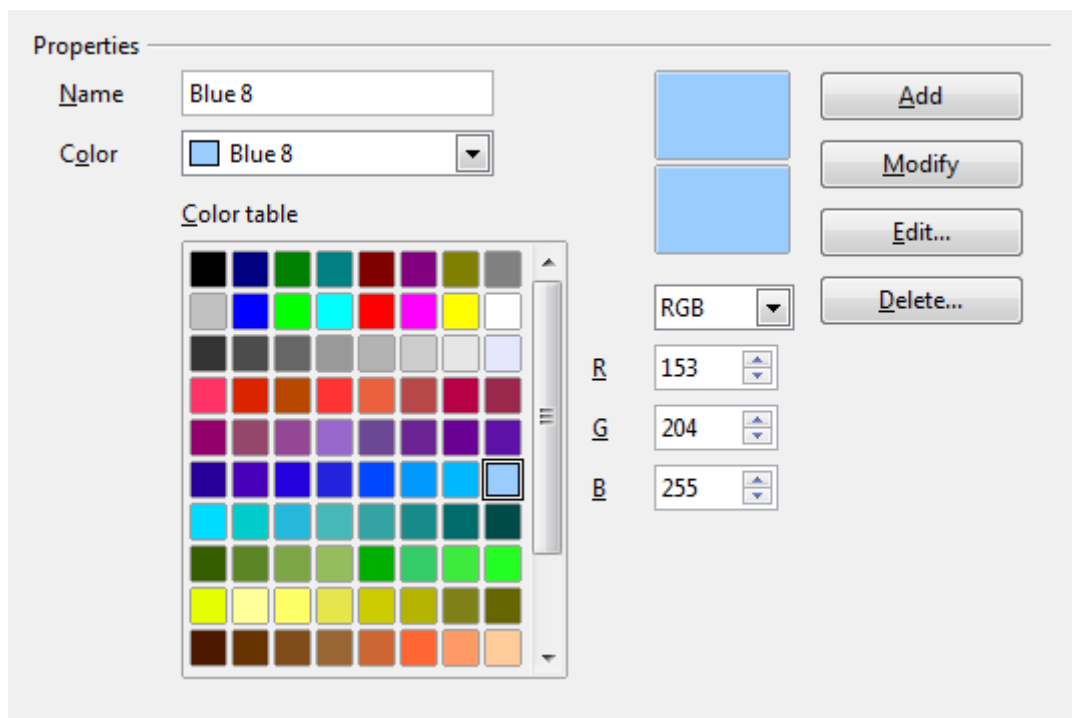 Properties
Name Blue 8 Add
Color Blue 8 Modify
Color table Edit...
RGB Delete...
R 153
G 204
B 255